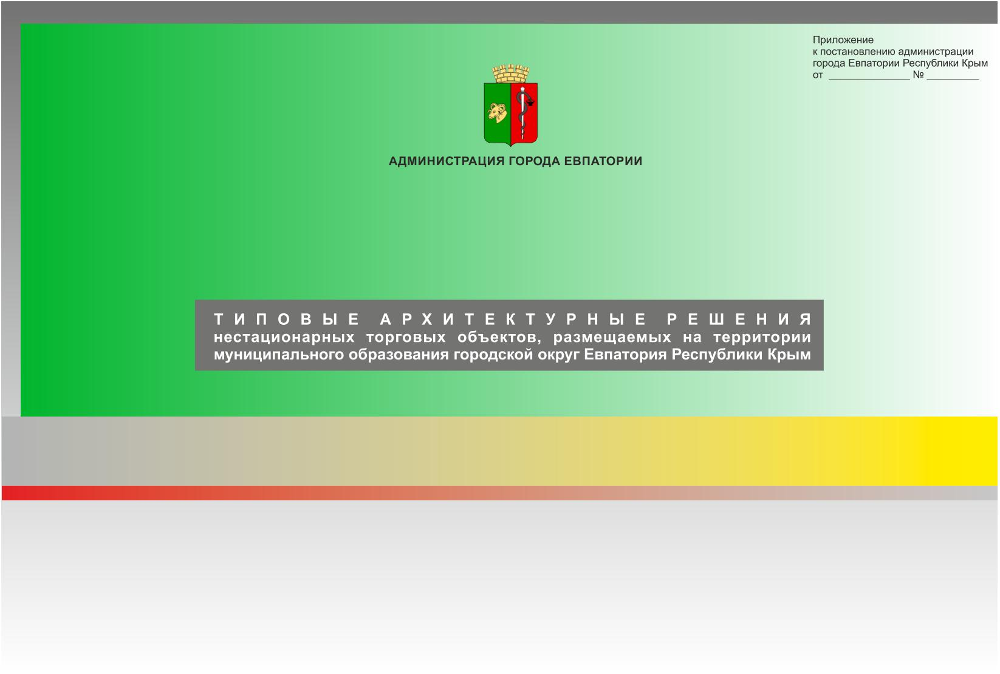 Приложение
к постановлению администрации
города Евпатории Республики Крым
от ______________ № _________
АДМИНИСТРАЦИЯ ГОРОДА ЕВПАТОРИИ
ТИПОВЫЕ АРХИТЕКТУРНЫЕ РЕШЕНИЯ
нестационарных торговых объектов, размещаемых на территории
муниципального образования городской округ Евпатория Республики Крым